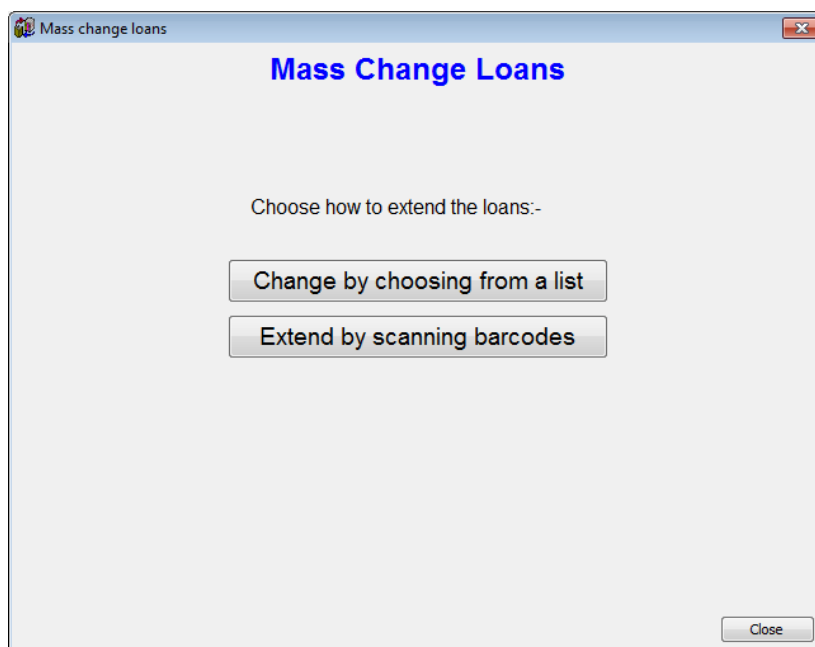 Mass change loans
Mass Change Loans
Choose how to extend the loans:-
Change by choosing from a list
Extend by scanning barcodes
Close